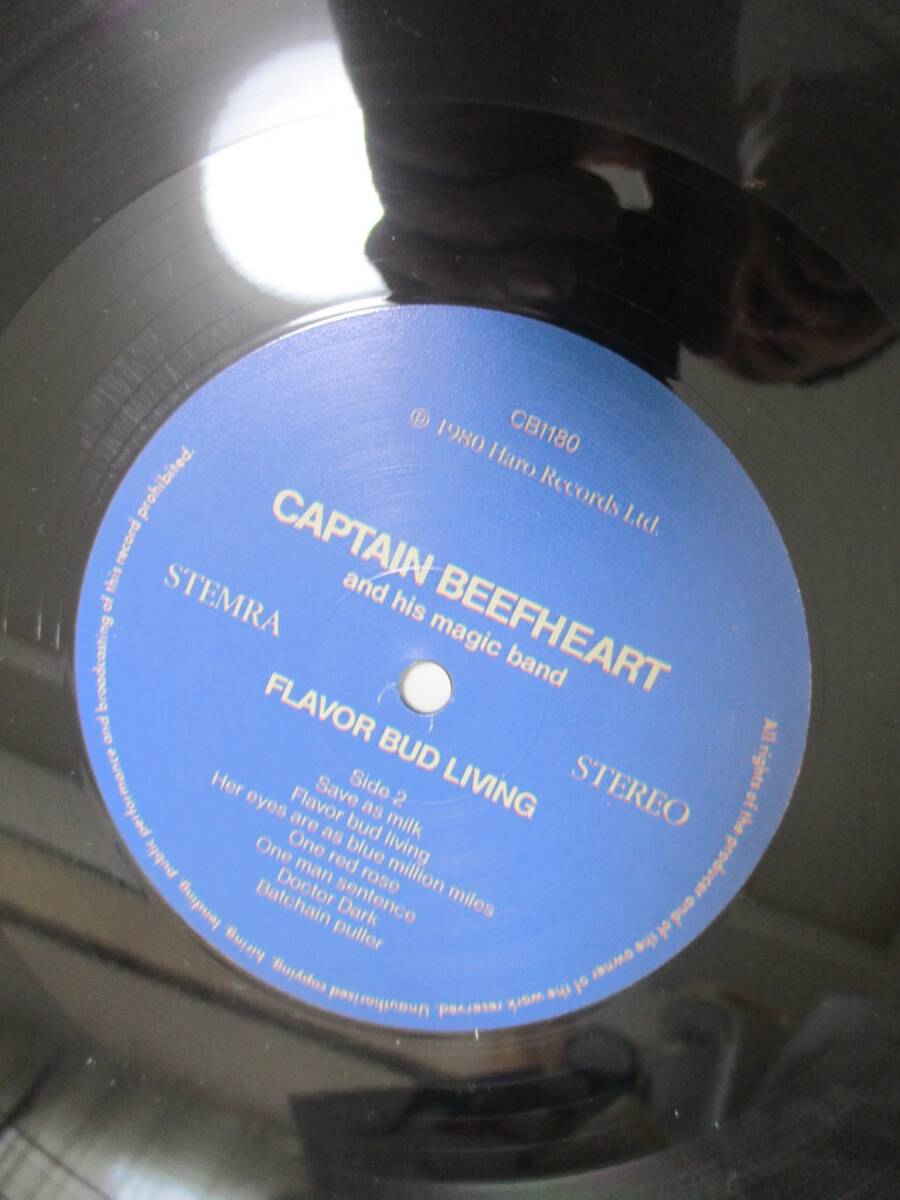 CB1180
℗ 1980 Haro Records Ltd.
CAPTAIN BEEFHEART
and his magic band
STEMRA
FLAVOR BUD LIVING
STEREO
Side 2
Save as milk
Flavor bud living
Her eyes are as blue million miles
One red rose
One man sentence
Doctor Dark
Batchain puller
All rights of the producer and of the owner of the work reserved. Unauthorised copying, hiring, lending, public performance and broadcasting of this record prohibited.